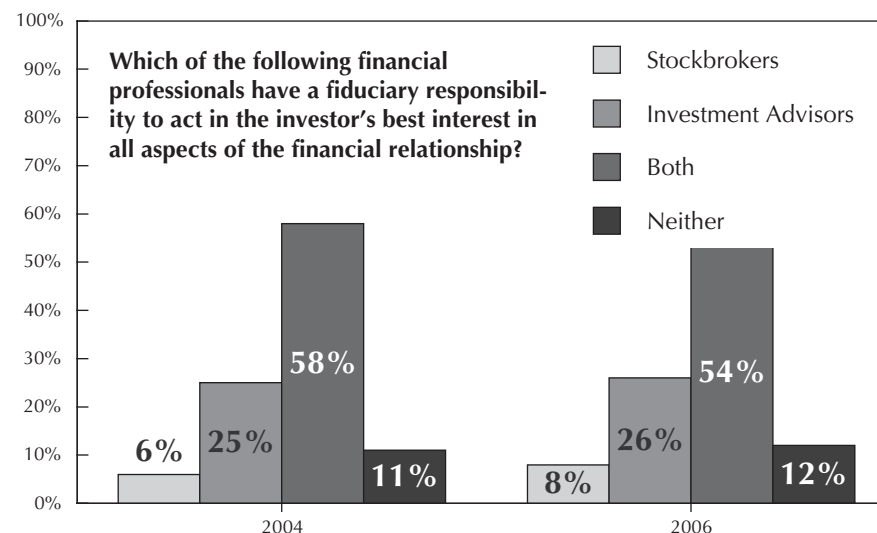 100%
90%
80%
70%
60%
50%
40%
30%
20%
10%
0%
Which of the following financial
professionals have a fiduciary responsibil-
ity to act in the investor’s best interest in
all aspects of the financial relationship?
Stockbrokers
Investment Advisors
Both
Neither
6%
25%
58%
11%
8%
26%
54%
12%
2004
2006